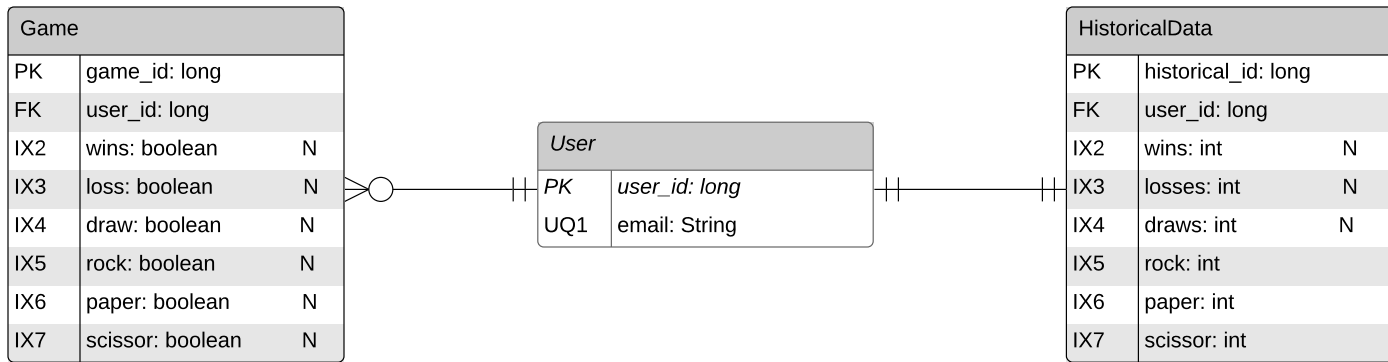 Game
PK game_id: long
FK user_id: long
IX2 wins: boolean N
IX3 loss: boolean N
IX4 draw: boolean N
IX5 rock: boolean N
IX6 paper: boolean N
IX7 scissor: boolean N
User
PK user_id: long
UQ1 email: String
HistoricalData
PK historical_id: long
FK user_id: long
IX2 wins: int N
IX3 losses: int N
IX4 draws: int N
IX5 rock: int
IX6 paper: int
IX7 scissor: int